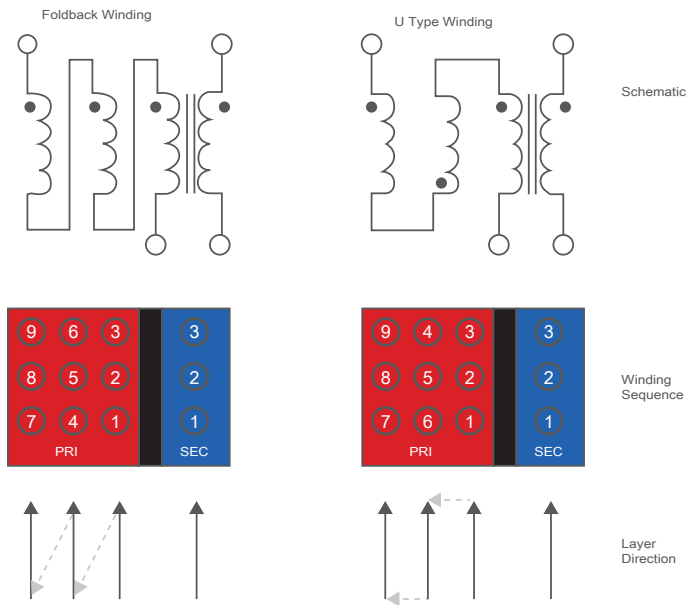 Foldback Winding
U Type Winding
Schematic
9 6 3 3
8 5 2 2
7 4 1 1
PRI SEC
9 4 3 3
8 5 2 2
7 6 1 1
PRI SEC
Winding
Sequence
Layer
Direction